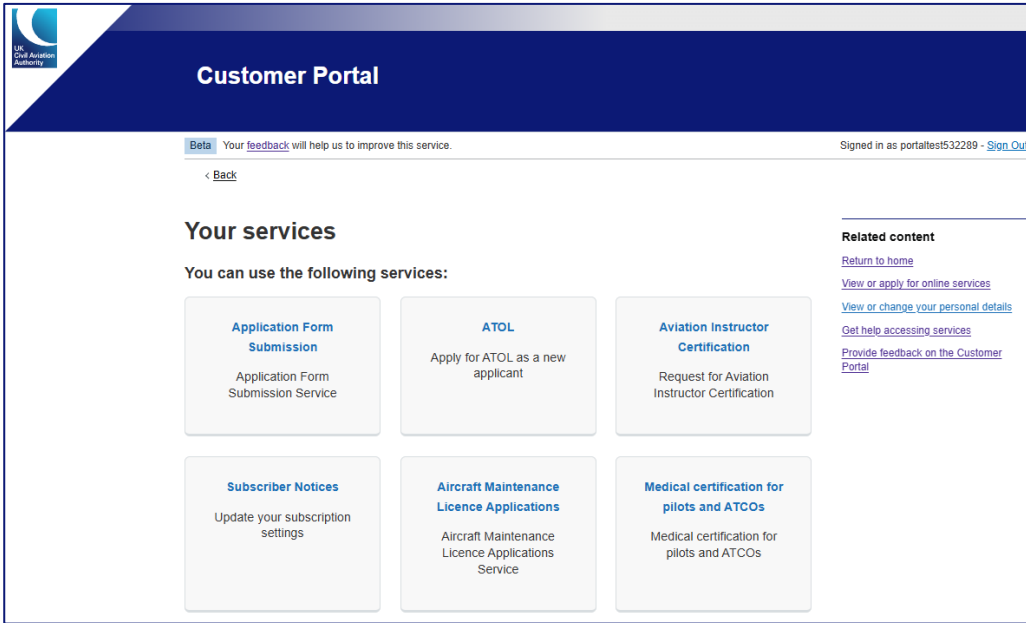 UK
Civil Aviation
Authority
Customer Portal
Beta Your feedback will help us to improve this service.
Signed in as portaltest532289 - Sign Out
< Back
Your services
You can use the following services:
Application Form
Submission
Application Form
Submission Service
ATOL
Apply for ATOL as a new
applicant
Aviation Instructor
Certification
Request for Aviation
Instructor Certification
Subscriber Notices
Update your subscription
settings
Aircraft Maintenance
Licence Applications
Aircraft Maintenance
Licence Applications
Service
Medical certification for
pilots and ATCOs
Medical certification for
pilots and ATCOs
Related content
Return to home
View or apply for online services
View or change your personal details
Get help accessing services
Provide feedback on the Customer
Portal